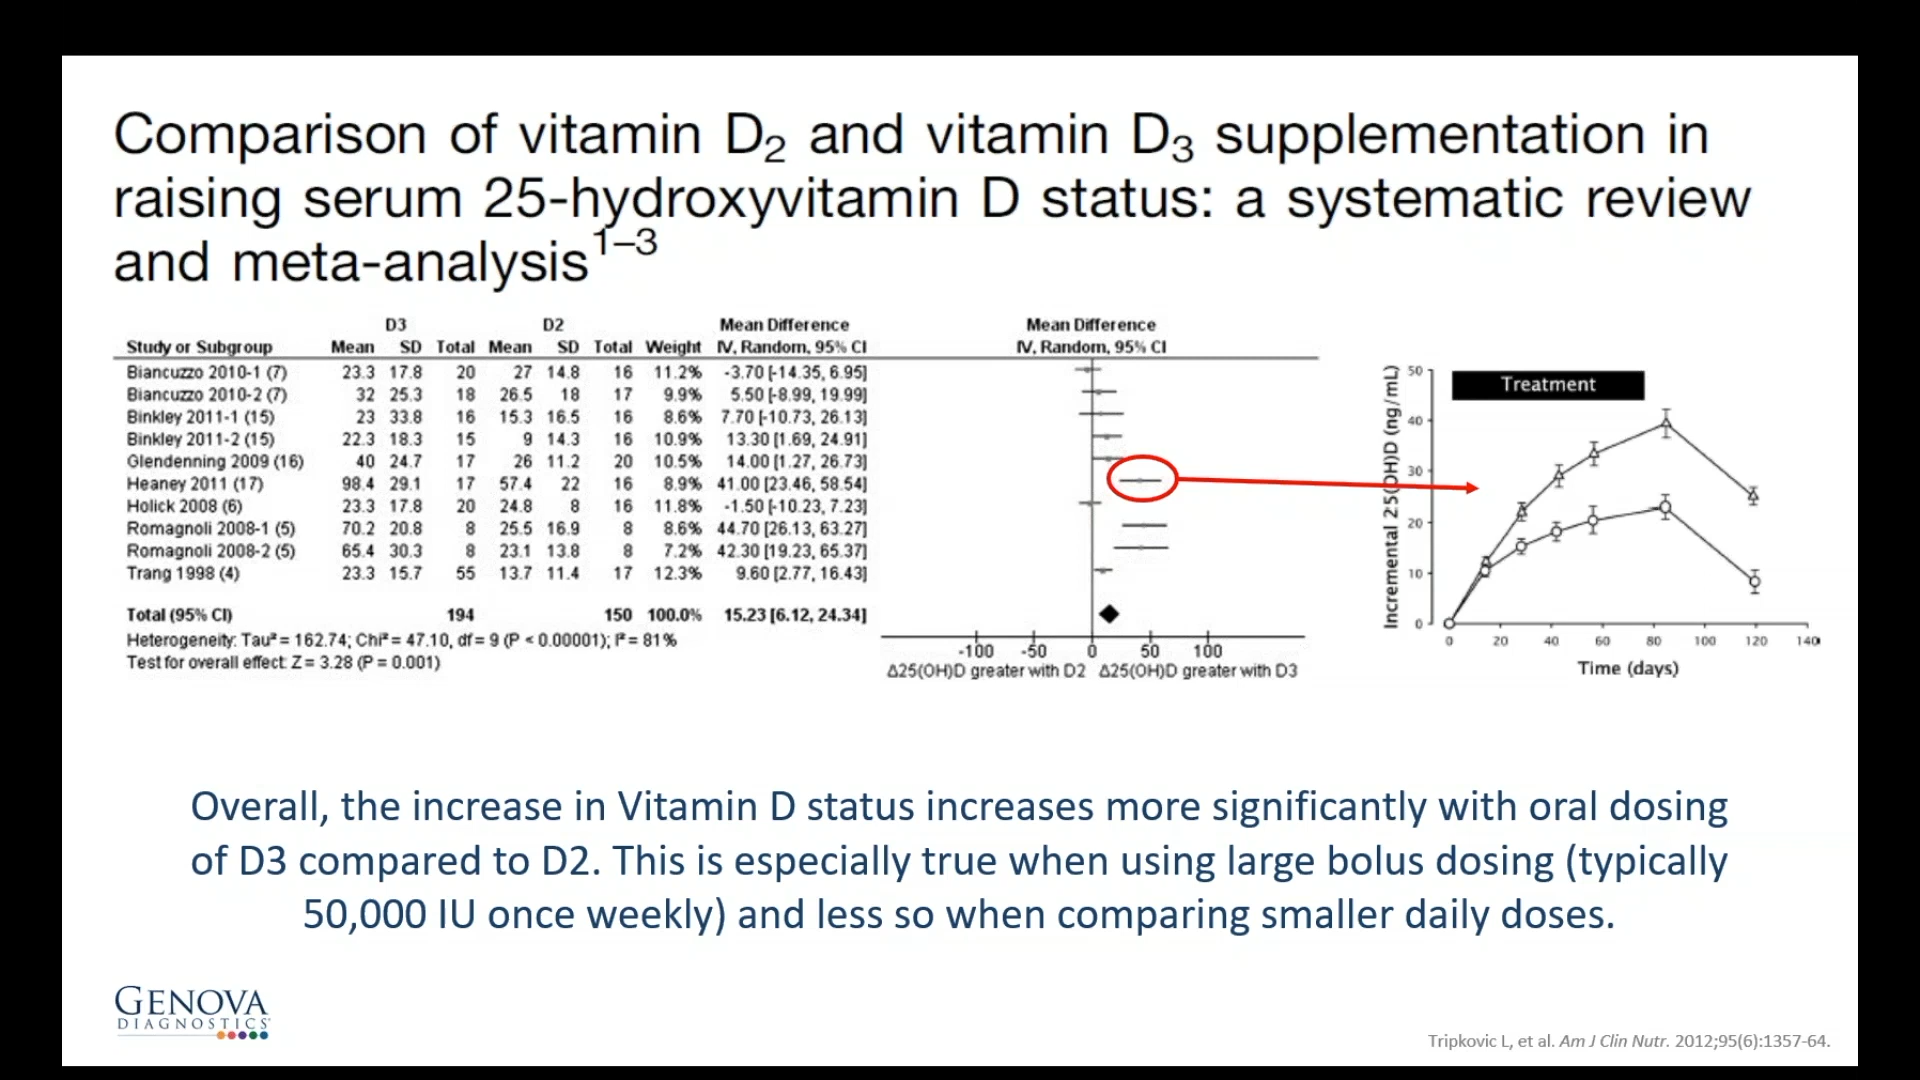 Comparison of vitamin D₂ and vitamin D₃ supplementation in
raising serum 25-hydroxyvitamin D status: a systematic review
and meta-analysis¹⁻³
D3 D2 Mean Difference Mean Difference
Study or Subgroup Mean SD Total Mean SD Total Weight IV, Random, 95% CI IV, Random, 95% CI
Biancuzzo 2010-1 (7) 23.3 17.8 20 27 14.8 16 11.2% -3.70 [-14.35, 6.95]
Biancuzzo 2010-2 (7) 32 25.3 18 26.5 18 17 9.9% 5.50 [-8.99, 19.99]
Binkley 2011-1 (15) 23 33.8 16 15.3 16.5 16 8.6% 7.70 [-10.73, 26.13]
Binkley 2011-2 (15) 22.3 18.3 15 9 14.3 16 10.9% 13.30 [1.69, 24.91]
Glendenning 2009 (16) 40 24.7 17 26 11.2 20 10.5% 14.00 [1.27, 26.73]
Heaney 2011 (17) 98.4 29.1 17 57.4 22 16 8.9% 41.00 [23.46, 58.54]
Holick 2008 (6) 23.3 17.8 20 24.8 8 16 11.8% -1.50 [-10.23, 7.23]
Romagnoli 2008-1 (5) 70.2 20.8 8 25.5 16.9 8 8.6% 44.70 [26.13, 63.27]
Romagnoli 2008-2 (5) 65.4 30.3 8 23.1 13.8 8 7.2% 42.30 [19.23, 65.37]
Trang 1998 (4) 23.3 15.7 55 13.7 11.4 17 12.3% 9.60 [2.77, 16.43]
Total (95% CI) 194 150 100.0% 15.23 [6.12, 24.34]
Heterogeneity: Tau² = 162.74; Chi² = 47.10, df = 9 (P < 0.00001); I² = 81%
Test for overall effect: Z = 3.28 (P = 0.001)
-100 -50 0 50 100
Δ25(OH)D greater with D2 Δ25(OH)D greater with D3
Treatment
Incremental 25(OH)D (ng/mL)
50
40
30
20
10
0
0 20 40 60 80 100 120 140
Time (days)
Overall, the increase in Vitamin D status increases more significantly with oral dosing
of D3 compared to D2. This is especially true when using large bolus dosing (typically
50,000 IU once weekly) and less so when comparing smaller daily doses.
GENOVA
DIAGNOSTICS
Tripkovic L, et al. Am J Clin Nutr. 2012;95(6):1357-64.